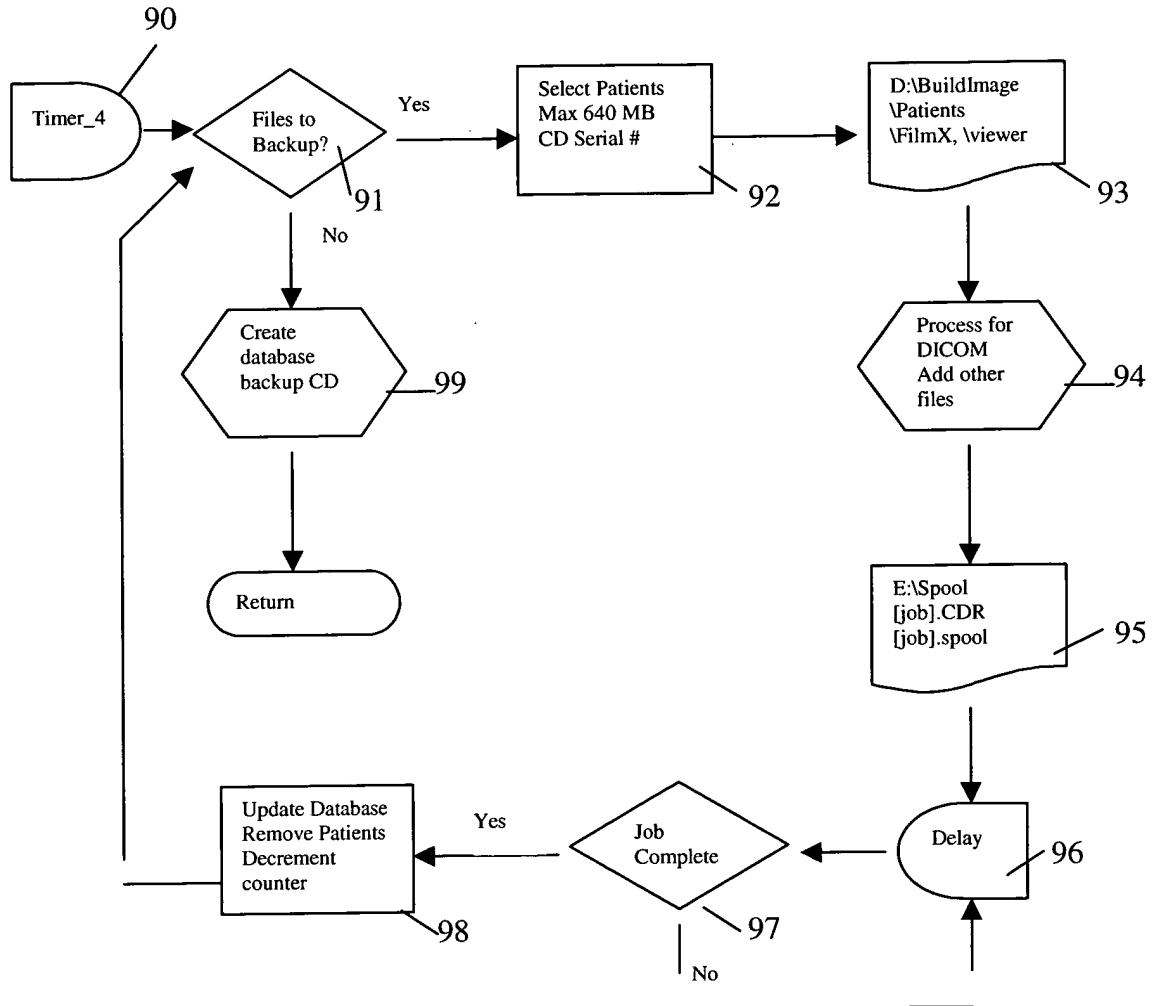 90
Timer_4
Files to
Backup?
91
Yes
No
Select Patients
Max 640 MB
CD Serial #
92
D:\BuildImage
\Patients
\FilmX, \viewer
93
Create
database
backup CD
99
Process for
DICOM
Add other
files
94
Return
E:\Spool
[job].CDR
[job].spool
95
Update Database
Remove Patients
Decrement
counter
98
Yes
Job
Complete
97
No
Delay
96